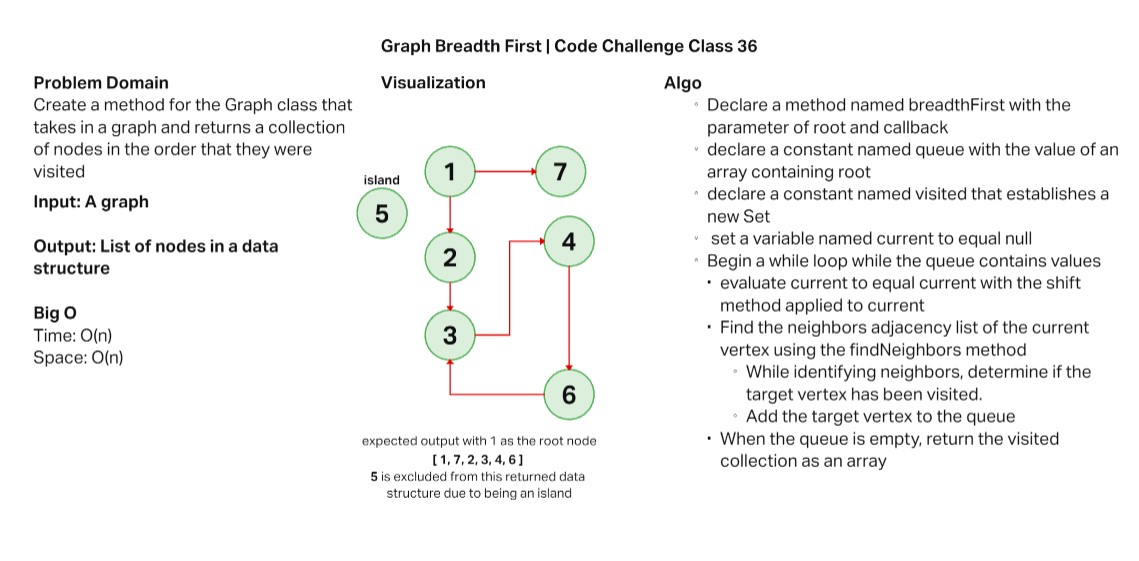 Graph Breadth First | Code Challenge Class 36
Problem Domain
Create a method for the Graph class that
takes in a graph and returns a collection
of nodes in the order that they were
visited
Input: A graph
Output: List of nodes in a data
structure
Big O
Time: O(n)
Space: O(n)
Visualization
island
5
1
7
2
4
3
6
expected output with 1 as the root node
[ 1, 7, 2, 3, 4, 6 ]
5 is excluded from this returned data
structure due to being an island
Algo
Declare a method named breadthFirst with the
parameter of root and callback
declare a constant named queue with the value of an
array containing root
declare a constant named visited that establishes a
new Set
set a variable named current to equal null
Begin a while loop while the queue contains values
evaluate current to equal current with the shift
method applied to current
Find the neighbors adjacency list of the current
vertex using the findNeighbors method
While identifying neighbors, determine if the
target vertex has been visited.
Add the target vertex to the queue
When the queue is empty, return the visited
collection as an array